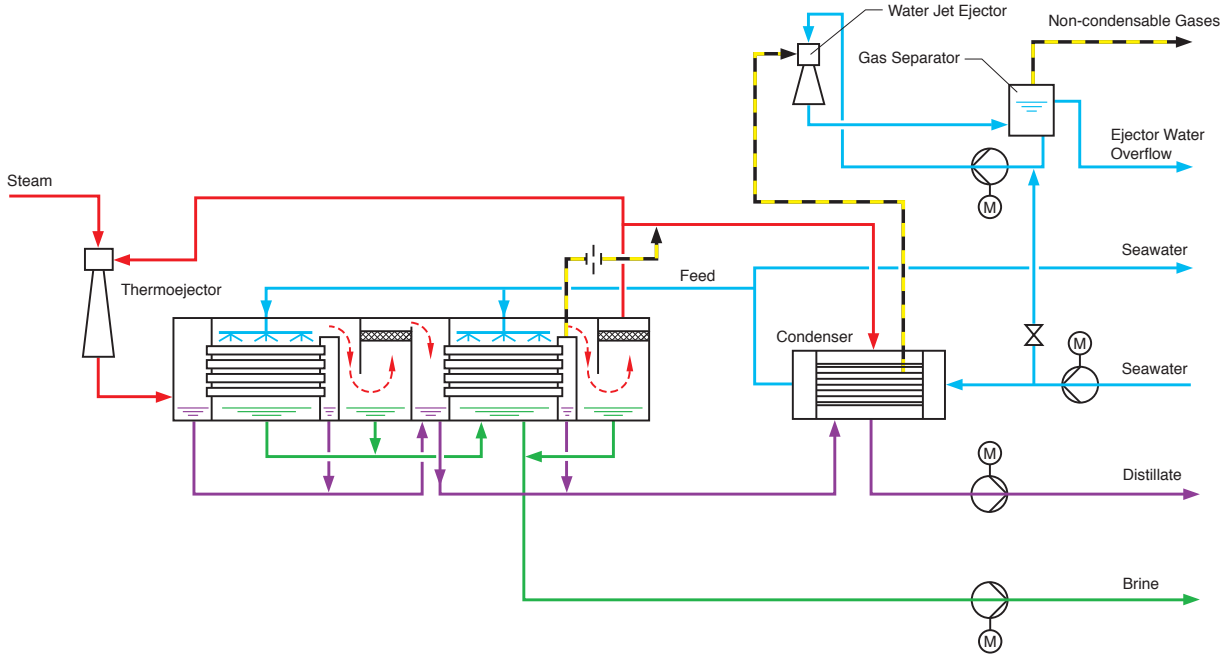 Water Jet Ejector
Non-condensable Gases
Gas Separator
Ejector Water
Overflow
M
Steam
Thermoejector
Feed
Seawater
Condenser
M
Seawater
M
Distillate
Brine
M